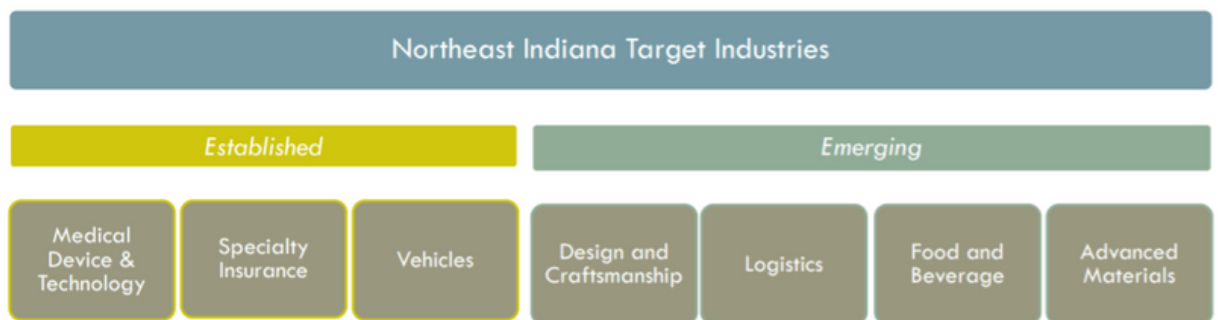 Northeast Indiana Target Industries
Established
Emerging
Medical
Device &
Technology
Specialty
Insurance
Vehicles
Design and
Craftsmanship
Logistics
Food and
Beverage
Advanced
Materials